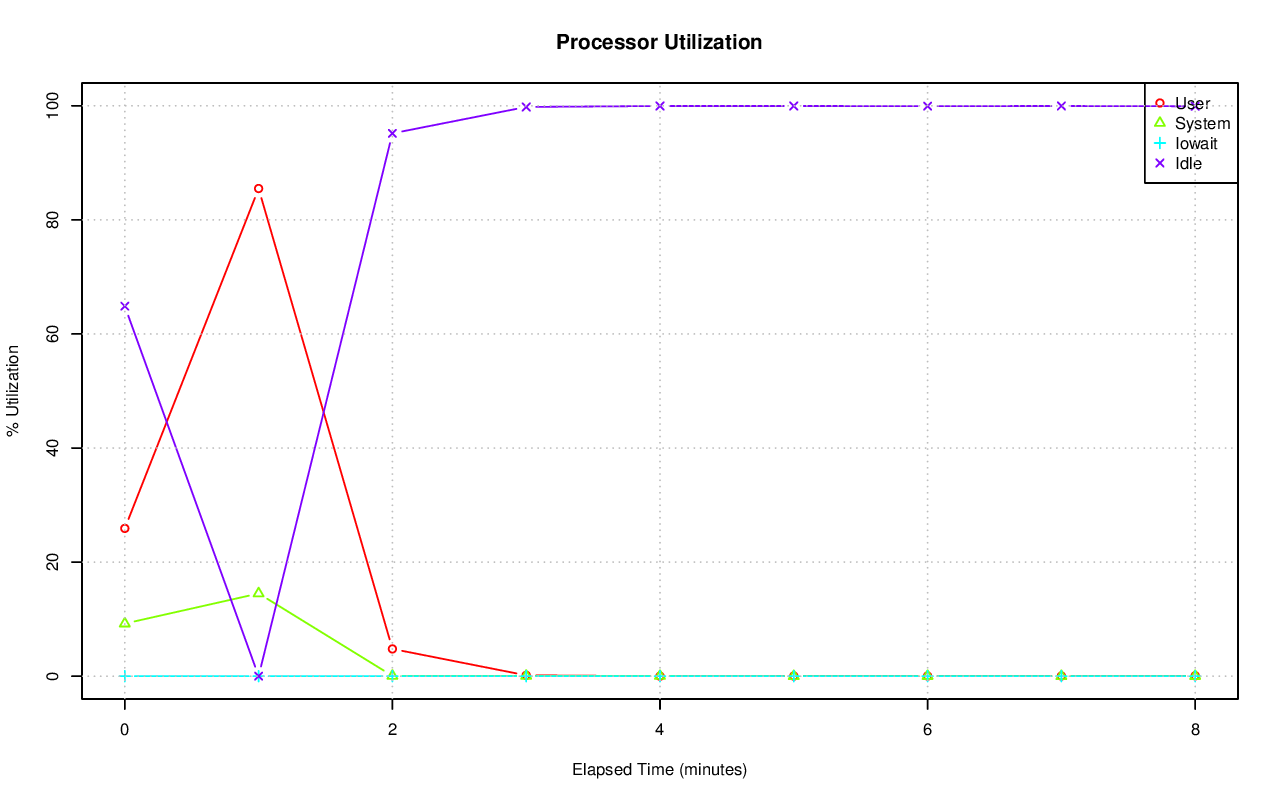 Processor Utilization
% Utilization
100
80
60
40
20
0
User
System
Iowait
Idle
0 2 4 6 8
Elapsed Time (minutes)